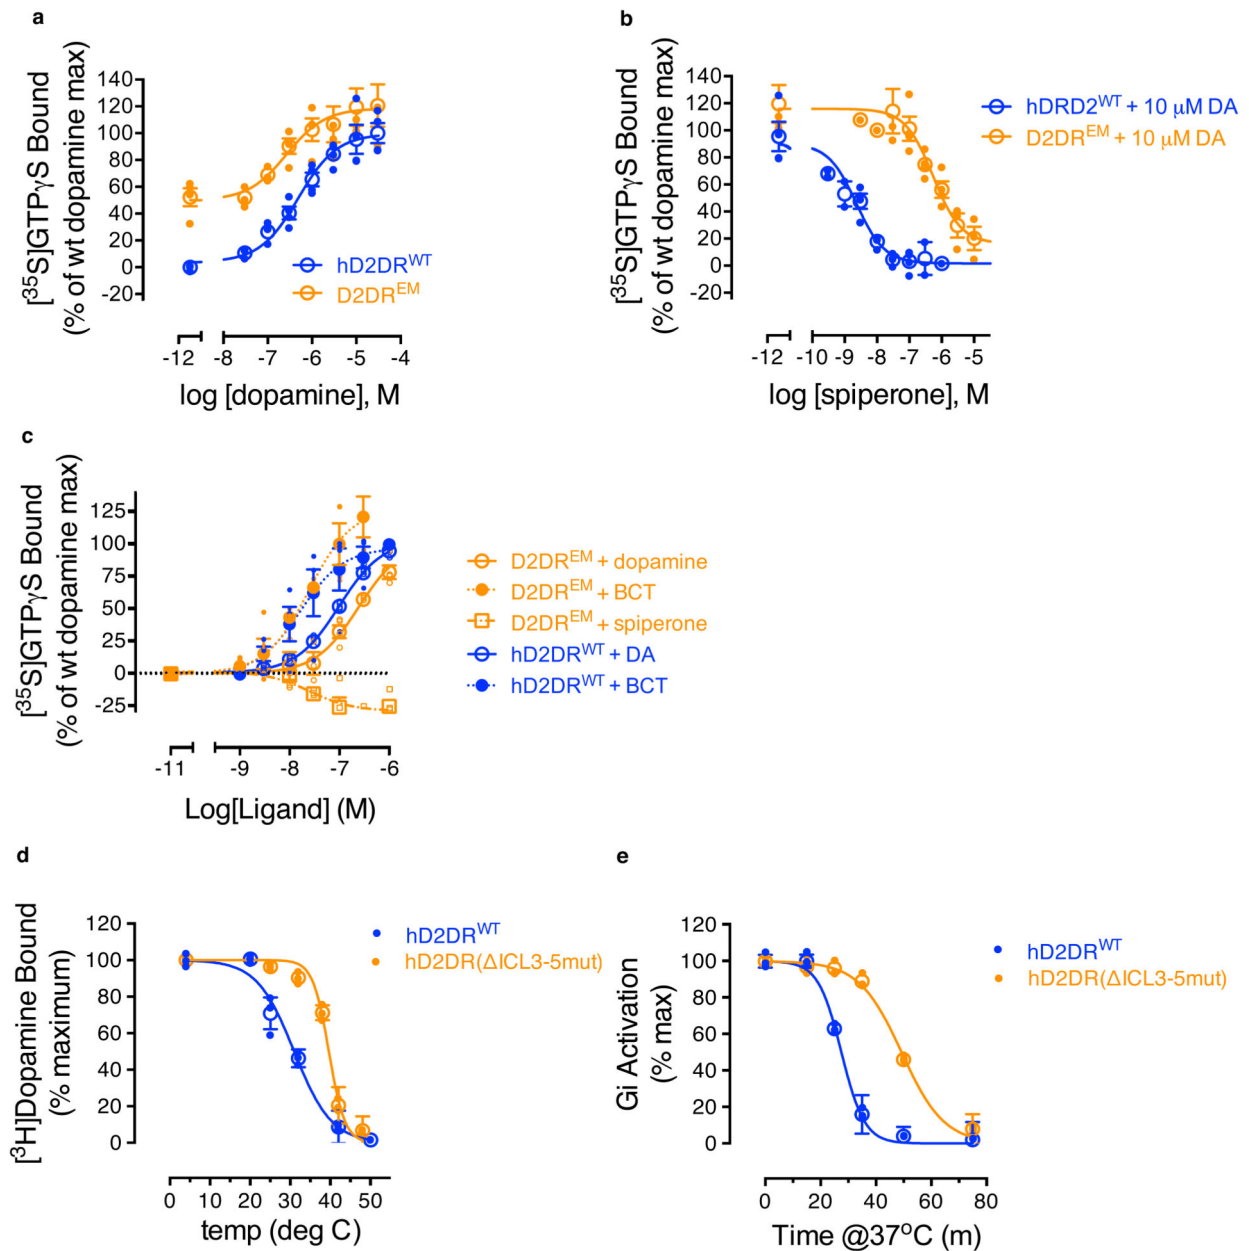 a
[³⁵S]GTPγS Bound
(% of wt dopamine max)
140
120
100
80
60
40
20
0
-20
hD2DRᵂᵀ
D2DRᴱᴹ
-12 -8 -7 -6 -5 -4
log [dopamine], M
b
[³⁵S]GTPγS Bound
(% of wt dopamine max)
140
120
100
80
60
40
20
0
-20
hDRD2ᵂᵀ + 10 μM DA
D2DRᴱᴹ + 10 μM DA
-12 -10 -9 -8 -7 -6 -5
log [spiperone], M
c
[³⁵S]GTPγS Bound
(% of wt dopamine max)
125
100
75
50
25
0
-25
D2DRᴱᴹ + dopamine
D2DRᴱᴹ + BCT
D2DRᴱᴹ + spiperone
hD2DRᵂᵀ + DA
hD2DRᵂᵀ + BCT
-11 -9 -8 -7 -6
Log[Ligand] (M)
d
[³H]Dopamine Bound
(% maximum)
120
100
80
60
40
20
0
hD2DRᵂᵀ
hD2DR(ΔICL3-5mut)
0 10 20 30 40 50
temp (deg C)
e
Gi Activation
(% max)
120
100
80
60
40
20
0
hD2DRᵂᵀ
hD2DR(ΔICL3-5mut)
0 20 40 60 80
Time @37°C (m)